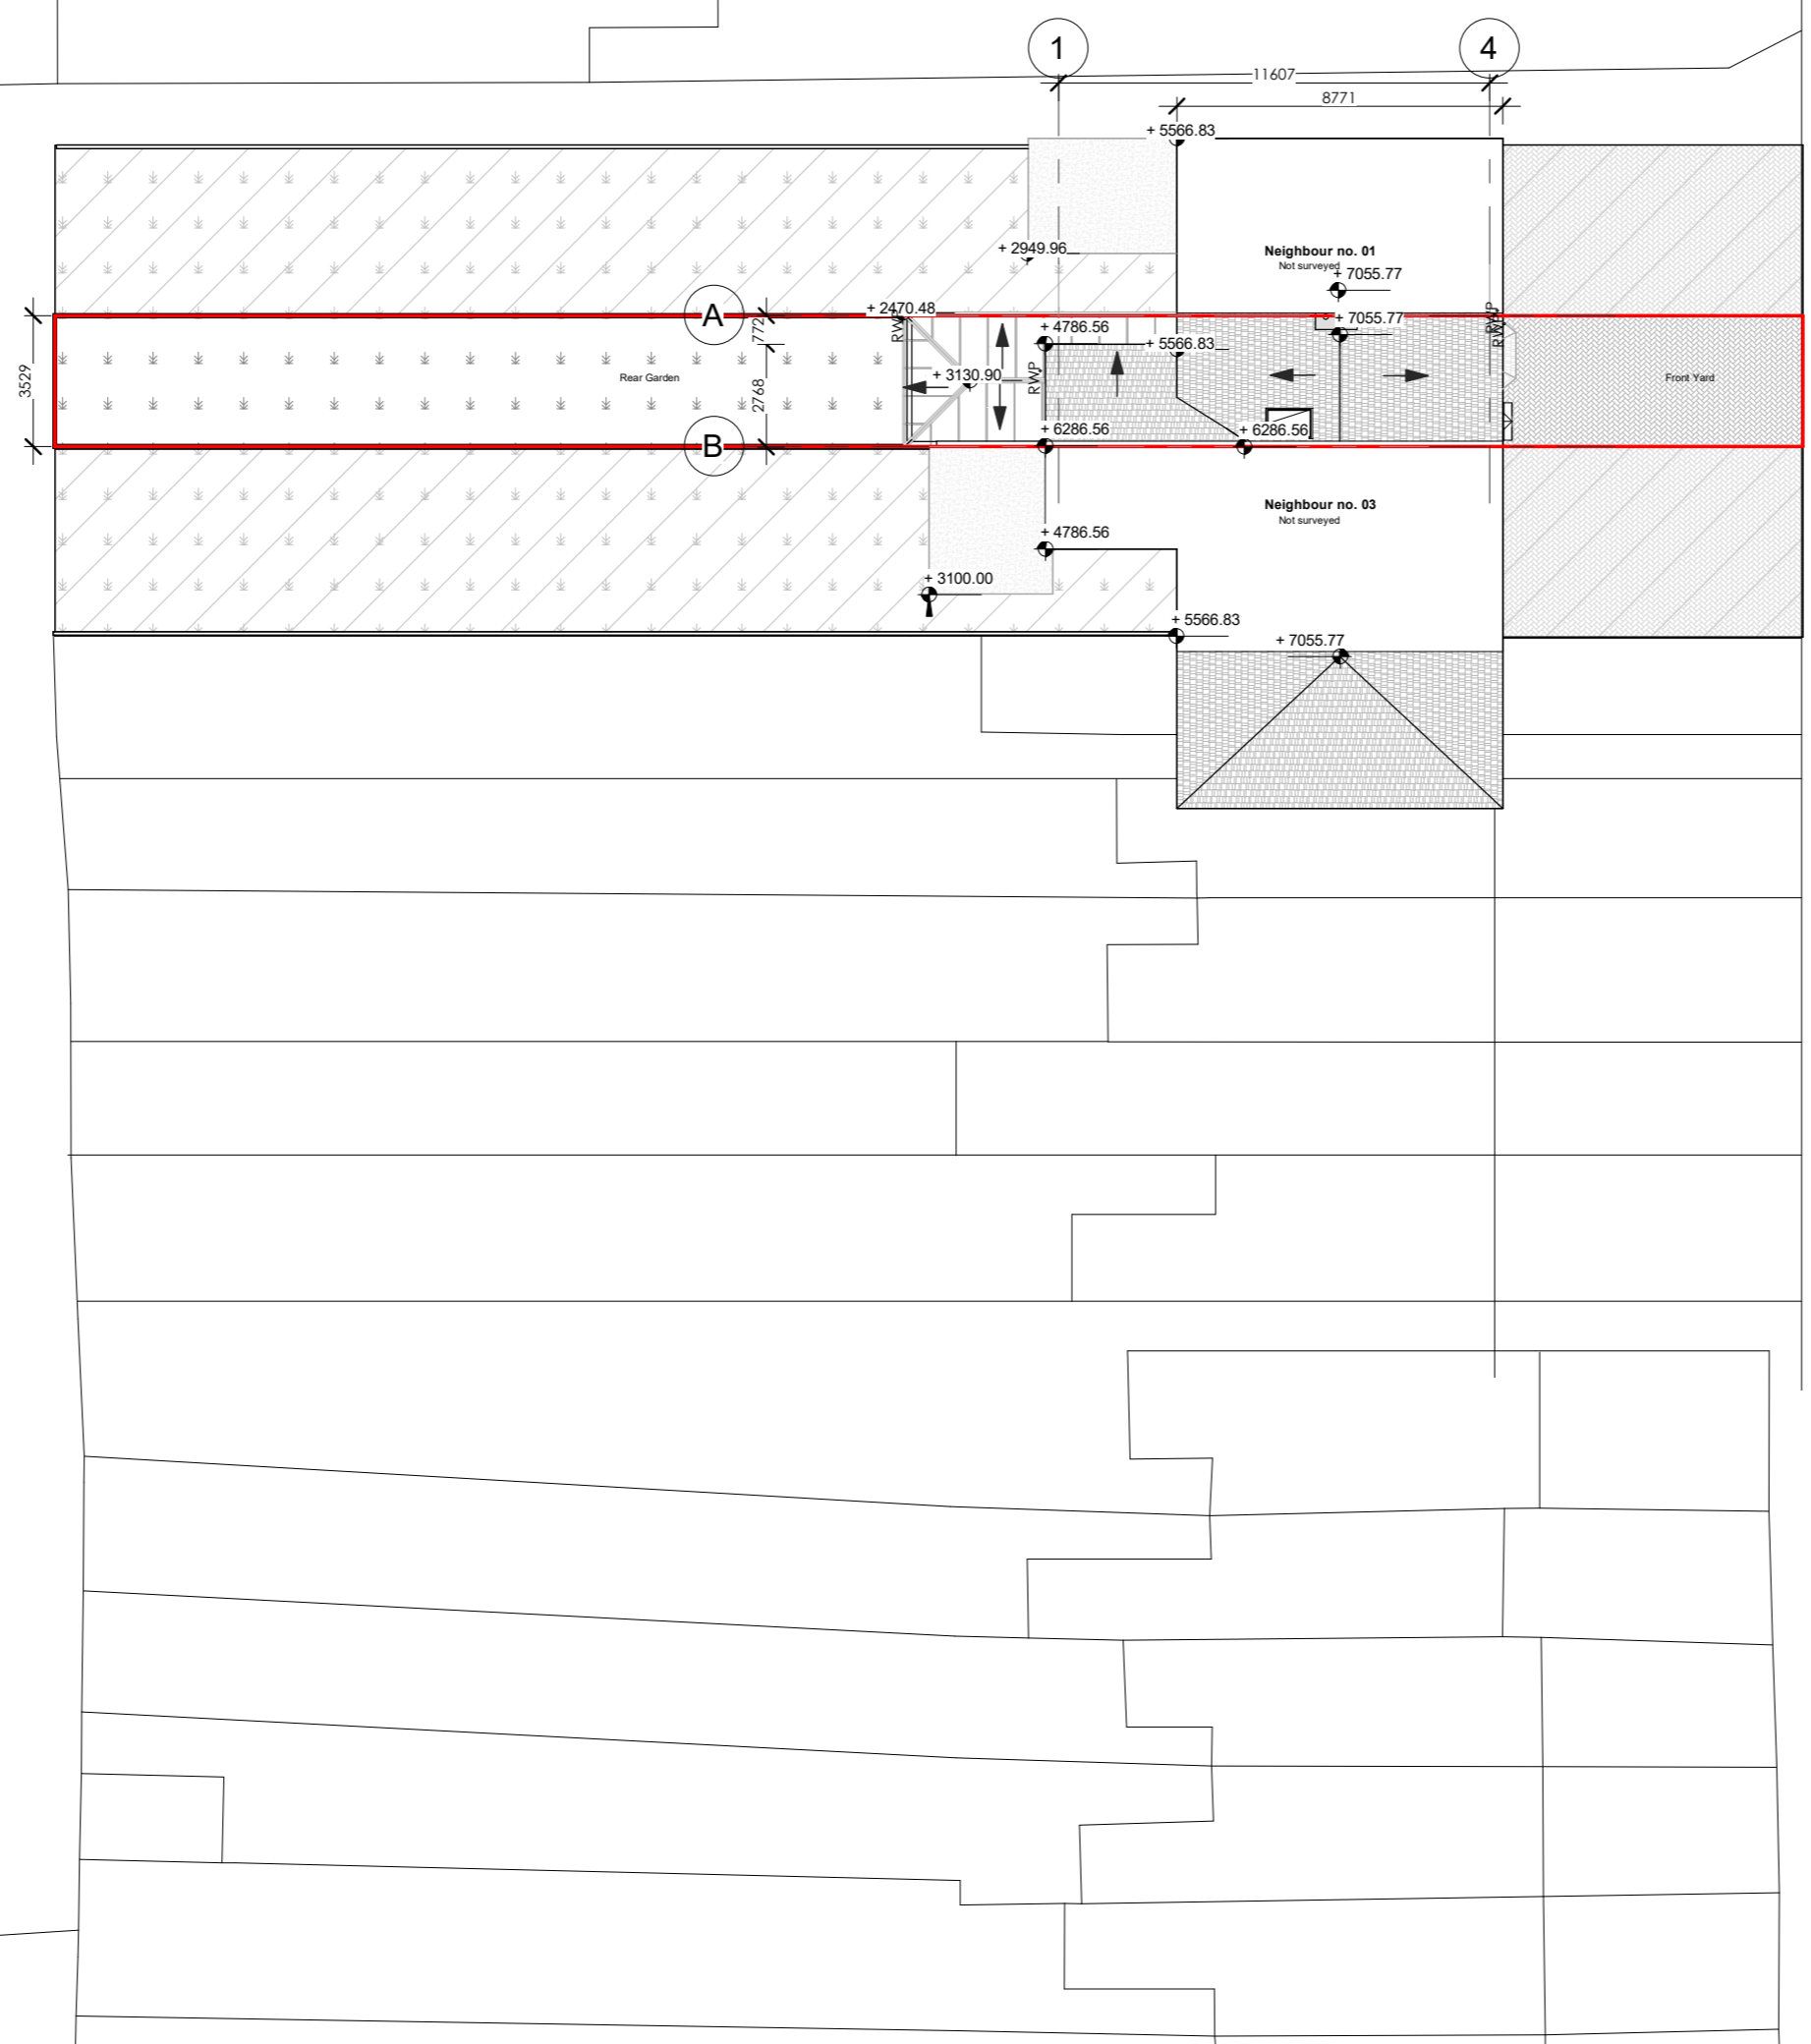 1
4
11607
8771
+ 5566.83
+ 2949.96
Neighbour no. 01
Not surveyed
+ 7055.77
A
+ 2470.48
RWP
772
+ 4786.56
+ 7055.77
RWP
RWP
+ 5566.83
3529
Rear Garden
2768
+ 3130.90
RWP
Front Yard
B
+ 6286.56
+ 6286.56
Neighbour no. 03
Not surveyed
+ 4786.56
+ 3100.00
+ 5566.83
+ 7055.77